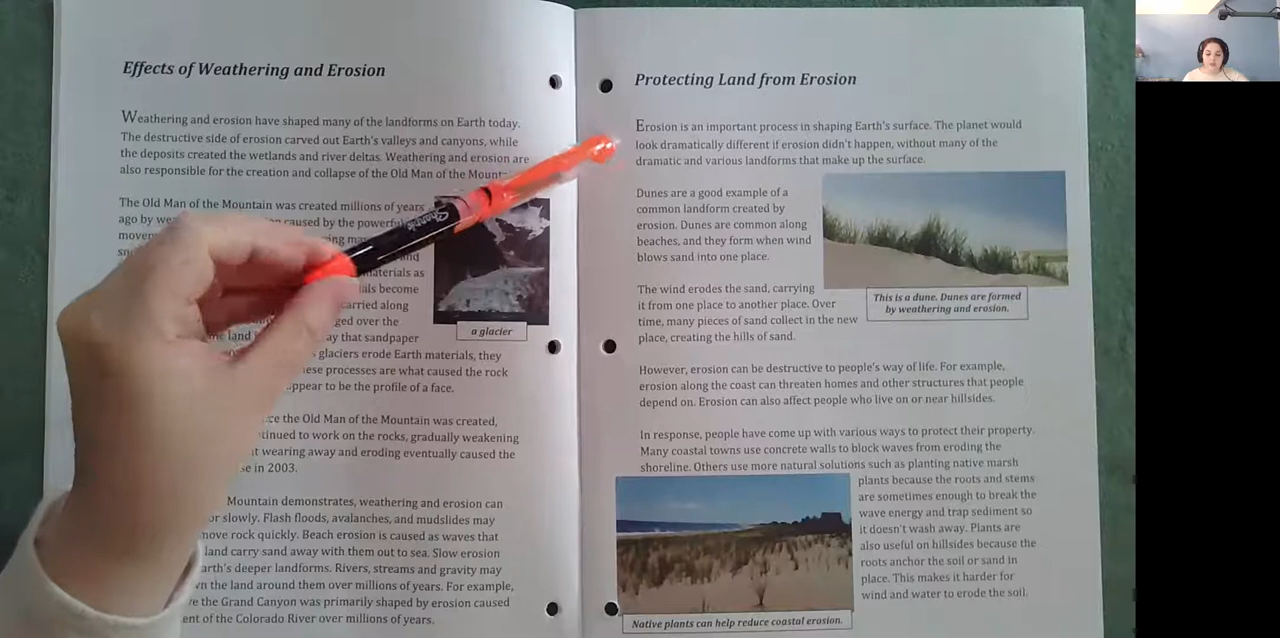 Effects of Weathering and Erosion
Weathering and erosion have shaped many of the landforms on Earth today.
The destructive side of erosion carved out Earth's valleys and canyons, while
the deposits created the wetlands and river deltas. Weathering and erosion are
also responsible for the creation and collapse of the Old Man of the
The Old Man of the Mountain was created millions of years
ago by caused by the
and
materials as
become
carried along
over the
land that sandpaper
glaciers erode Earth materials, they
processes are what caused the rock
appear to be the profile of a face.
a glacier
the Old Man of the Mountain was created,
to work on the rocks, gradually weakening
wearing away and eroding eventually caused the
in 2003.
Mountain demonstrates, weathering and erosion can
or slowly. Flash floods, avalanches, and mudslides may
move rock quickly. Beach erosion is caused as waves that
land carry sand away with them out to sea. Slow erosion
deeper landforms. Rivers, streams and gravity may
the land around them over millions of years. For example,
the Grand Canyon was primarily shaped by erosion caused
of the Colorado River over millions of years.
Sharpie
Protecting Land from Erosion
Erosion is an important process in shaping Earth's surface. The planet would
look dramatically different if erosion didn't happen, without many of the
dramatic and various landforms that make up the surface.
Dunes are a good example of a
common landform created by
erosion. Dunes are common along
beaches, and they form when wind
blows sand into one place.
The wind erodes the sand, carrying
it from one place to another place. Over
time, many pieces of sand collect in the new
place, creating the hills of sand.
This is a dune. Dunes are formed
by weathering and erosion.
However, erosion can be destructive to people's way of life. For example,
erosion along the coast can threaten homes and other structures that people
depend on. Erosion can also affect people who live on or near hillsides.
In response, people have come up with various ways to protect their property.
Many coastal towns use concrete walls to block waves from eroding the
shoreline. Others use more natural solutions such as planting native marsh
plants because the roots and stems
are sometimes enough to break the
wave energy and trap sediment so
it doesn't wash away. Plants are
also useful on hillsides because the
roots anchor the soil or sand in
place. This makes it harder for
wind and water to erode the soil.
Native plants can help reduce coastal erosion.